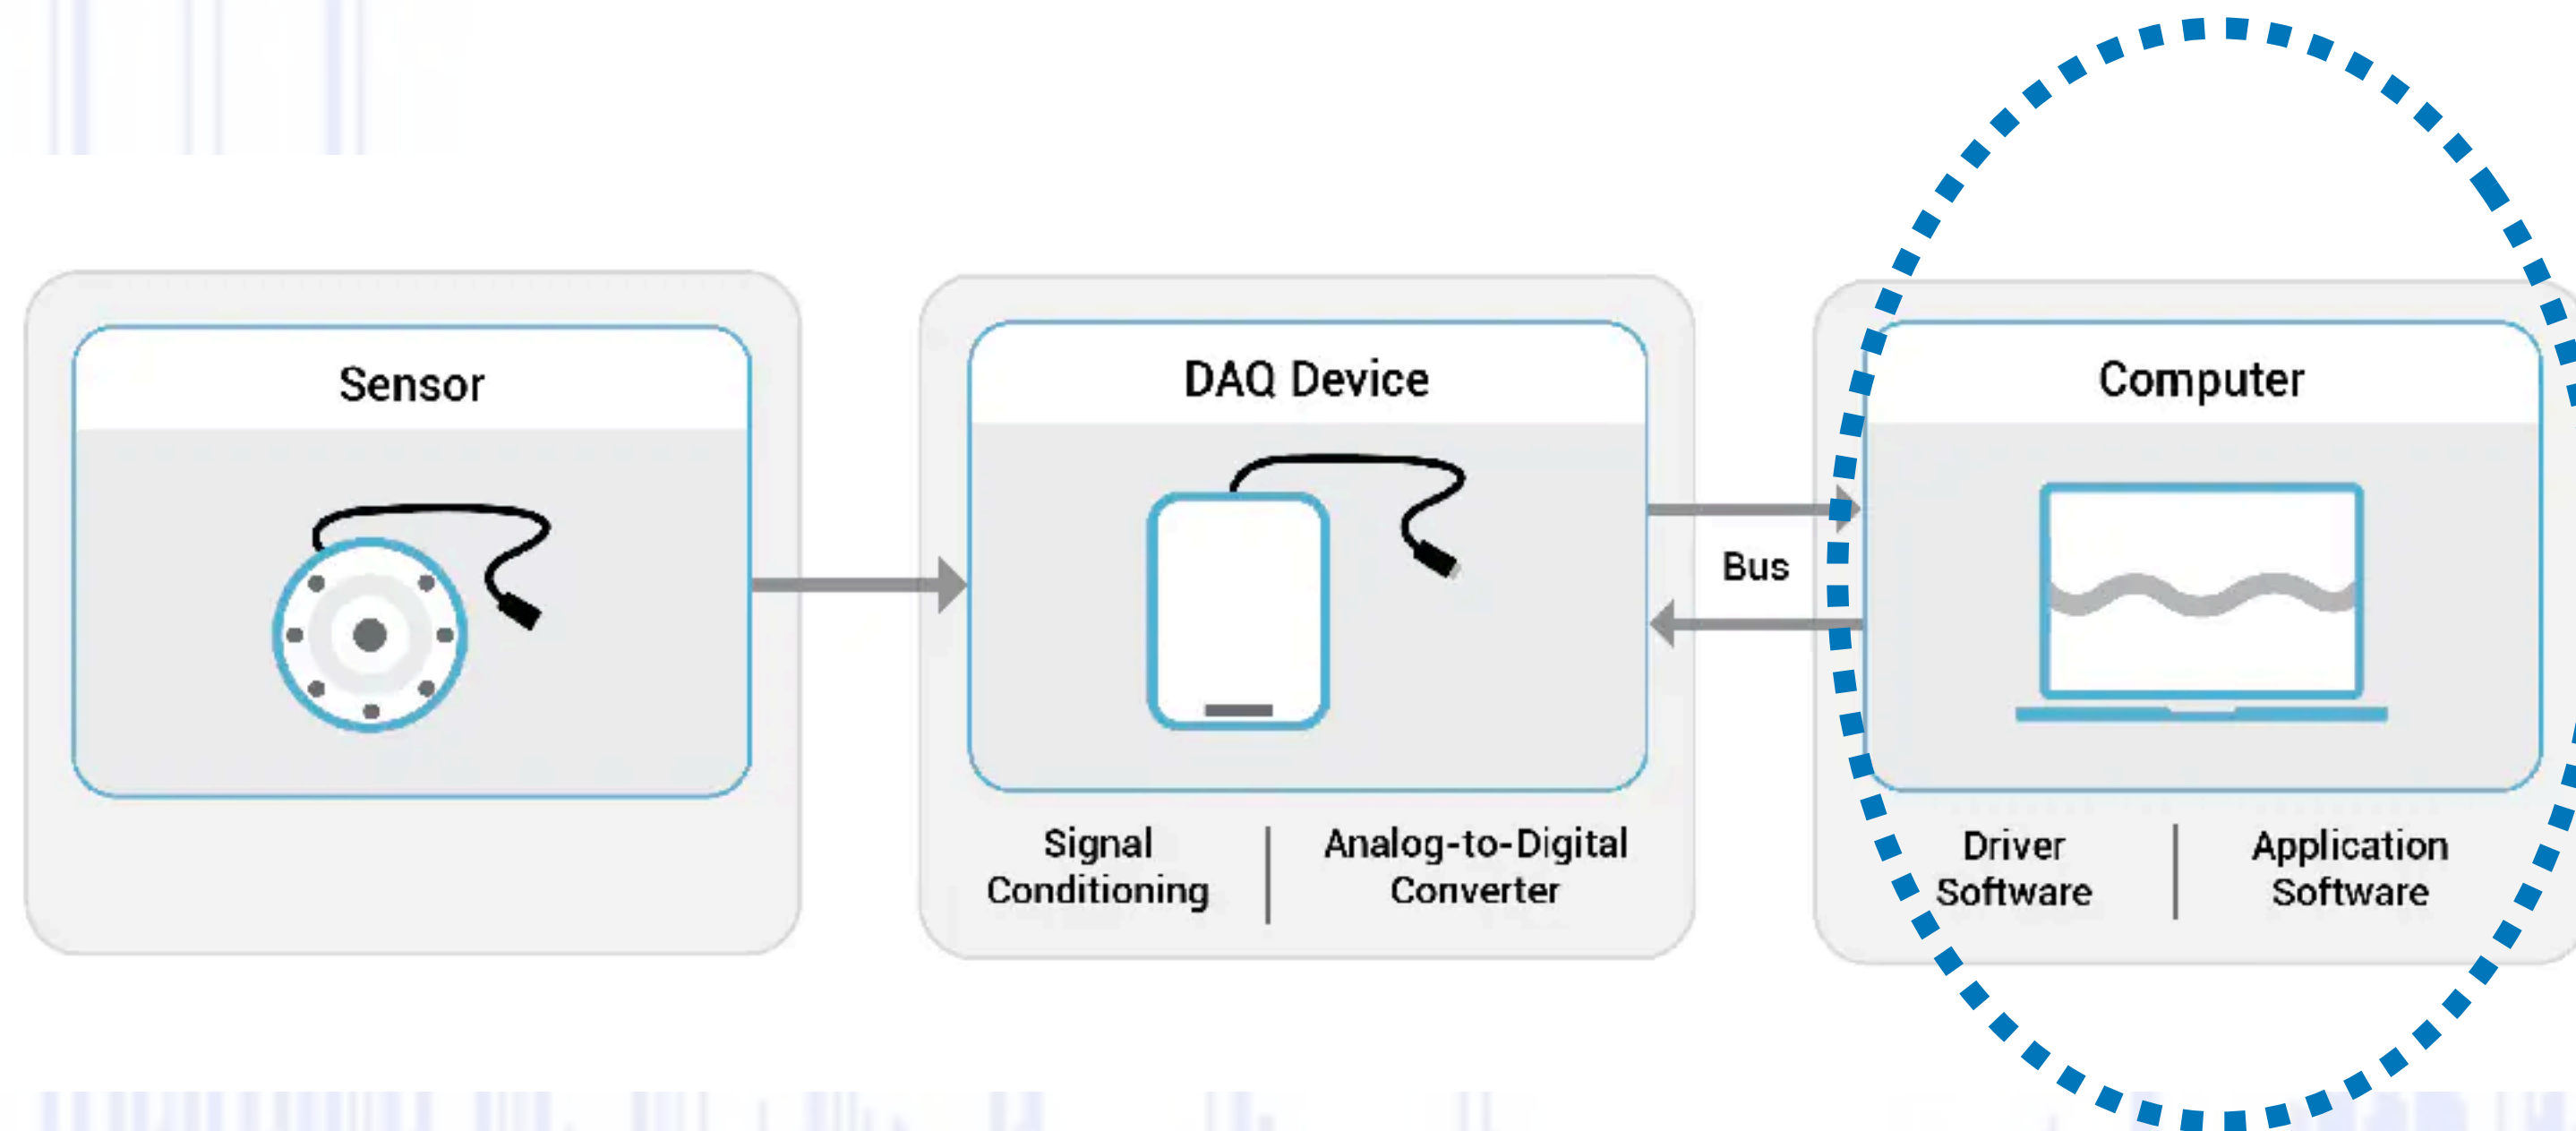 Sensor
DAQ Device
Signal
Conditioning
Analog-to-Digital
Converter
Bus
Computer
Driver
Software
Application
Software